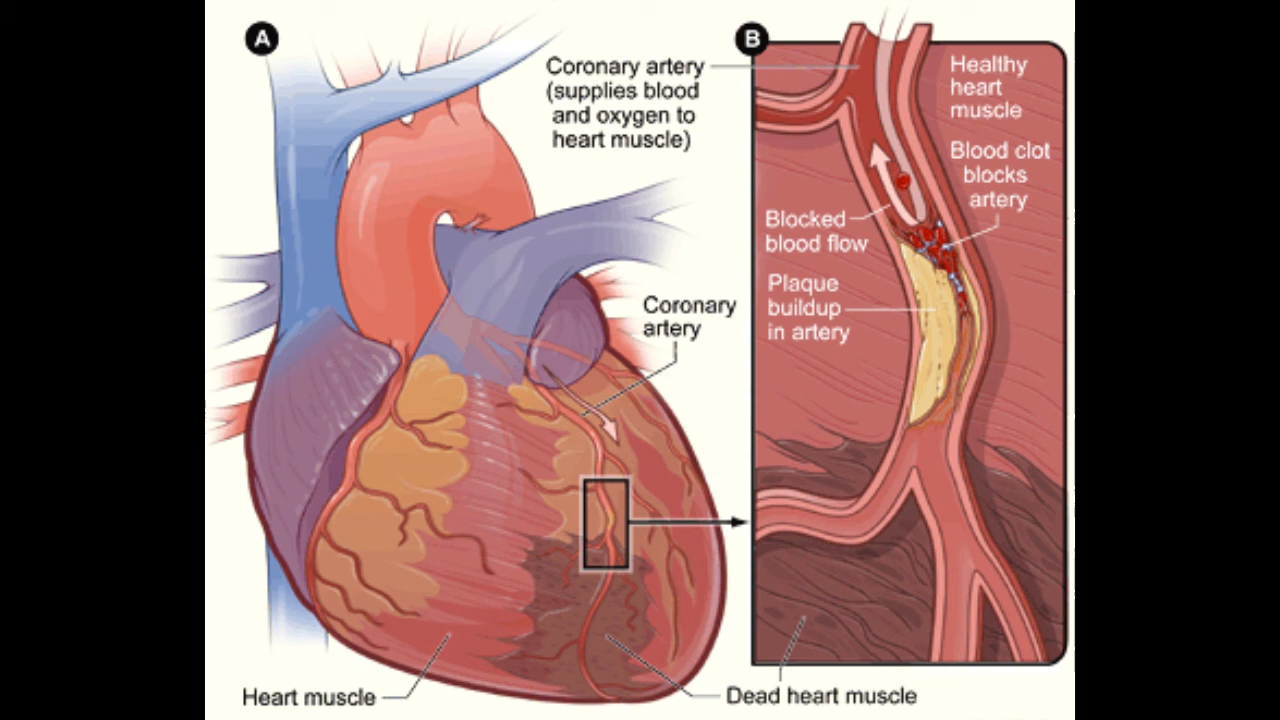 A
Coronary artery
(supplies blood
and oxygen to
heart muscle)
Coronary
artery
Heart muscle
Dead heart muscle
B
Healthy
heart
muscle
Blood clot
blocks
artery
Blocked
blood flow
Plaque
buildup
in artery